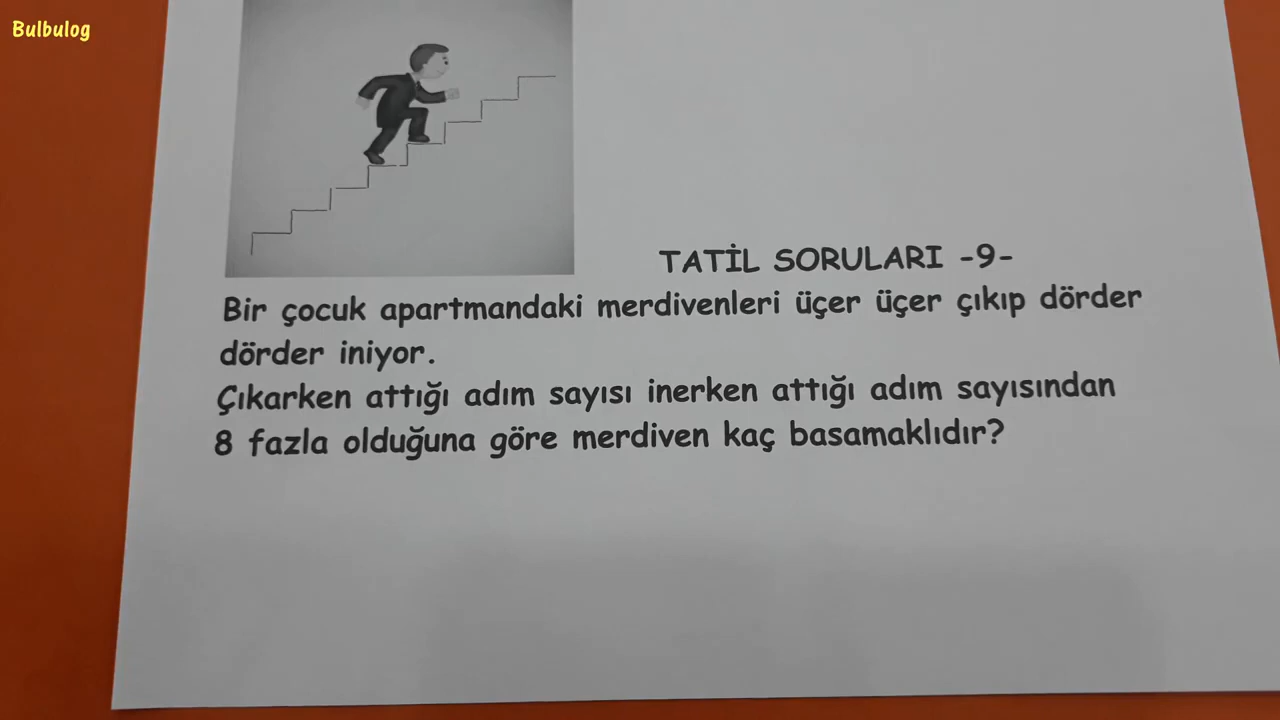 Bulbulog
TATİL SORULARI -9-
Bir çocuk apartmandaki merdivenleri üçer üçer çıkıp dörder
dörder iniyor.
Çıkarken attığı adım sayısı inerken attığı adım sayısından
8 fazla olduğuna göre merdiven kaç basamaklıdır?